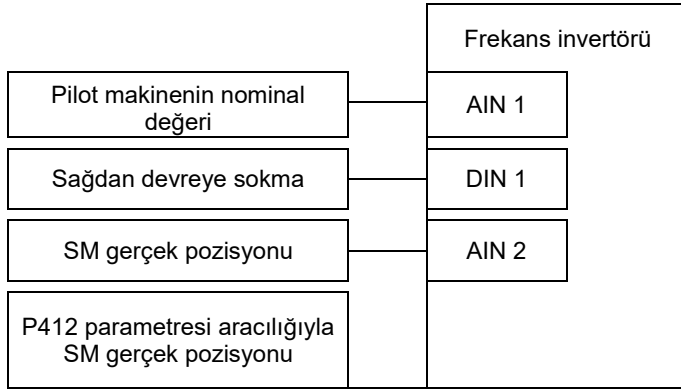 Frekans invertörü
Pilot makinenin nominal
değeri
AIN 1
Sağdan devreye sokma
DIN 1
SM gerçek pozisyonu
AIN 2
P412 parametresi aracılığıyla
SM gerçek pozisyonu